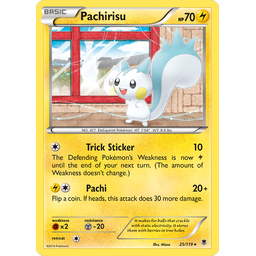 BASIC
Pachirisu
HP70
NO. 417 EleSquirrel Pokémon HT: 1'04" WT: 8.6 lbs.
Trick Sticker 10
The Defending Pokémon's Weakness is now
until the end of your next turn. (The amount of
Weakness doesn't change.)
Pachi 20+
Flip a coin. If heads, this attack does 30 more damage.
weakness
×2
resistance
-20
retreat
It makes fur balls that crackle
with static electricity. It stores
them with berries in tree holes.
Illus. Hitoe
25/119